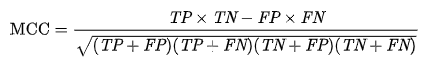 MCC = TP × TN − FP × FN / √(TP + FP)(TP + FN)(TN + FP)(TN + FN)